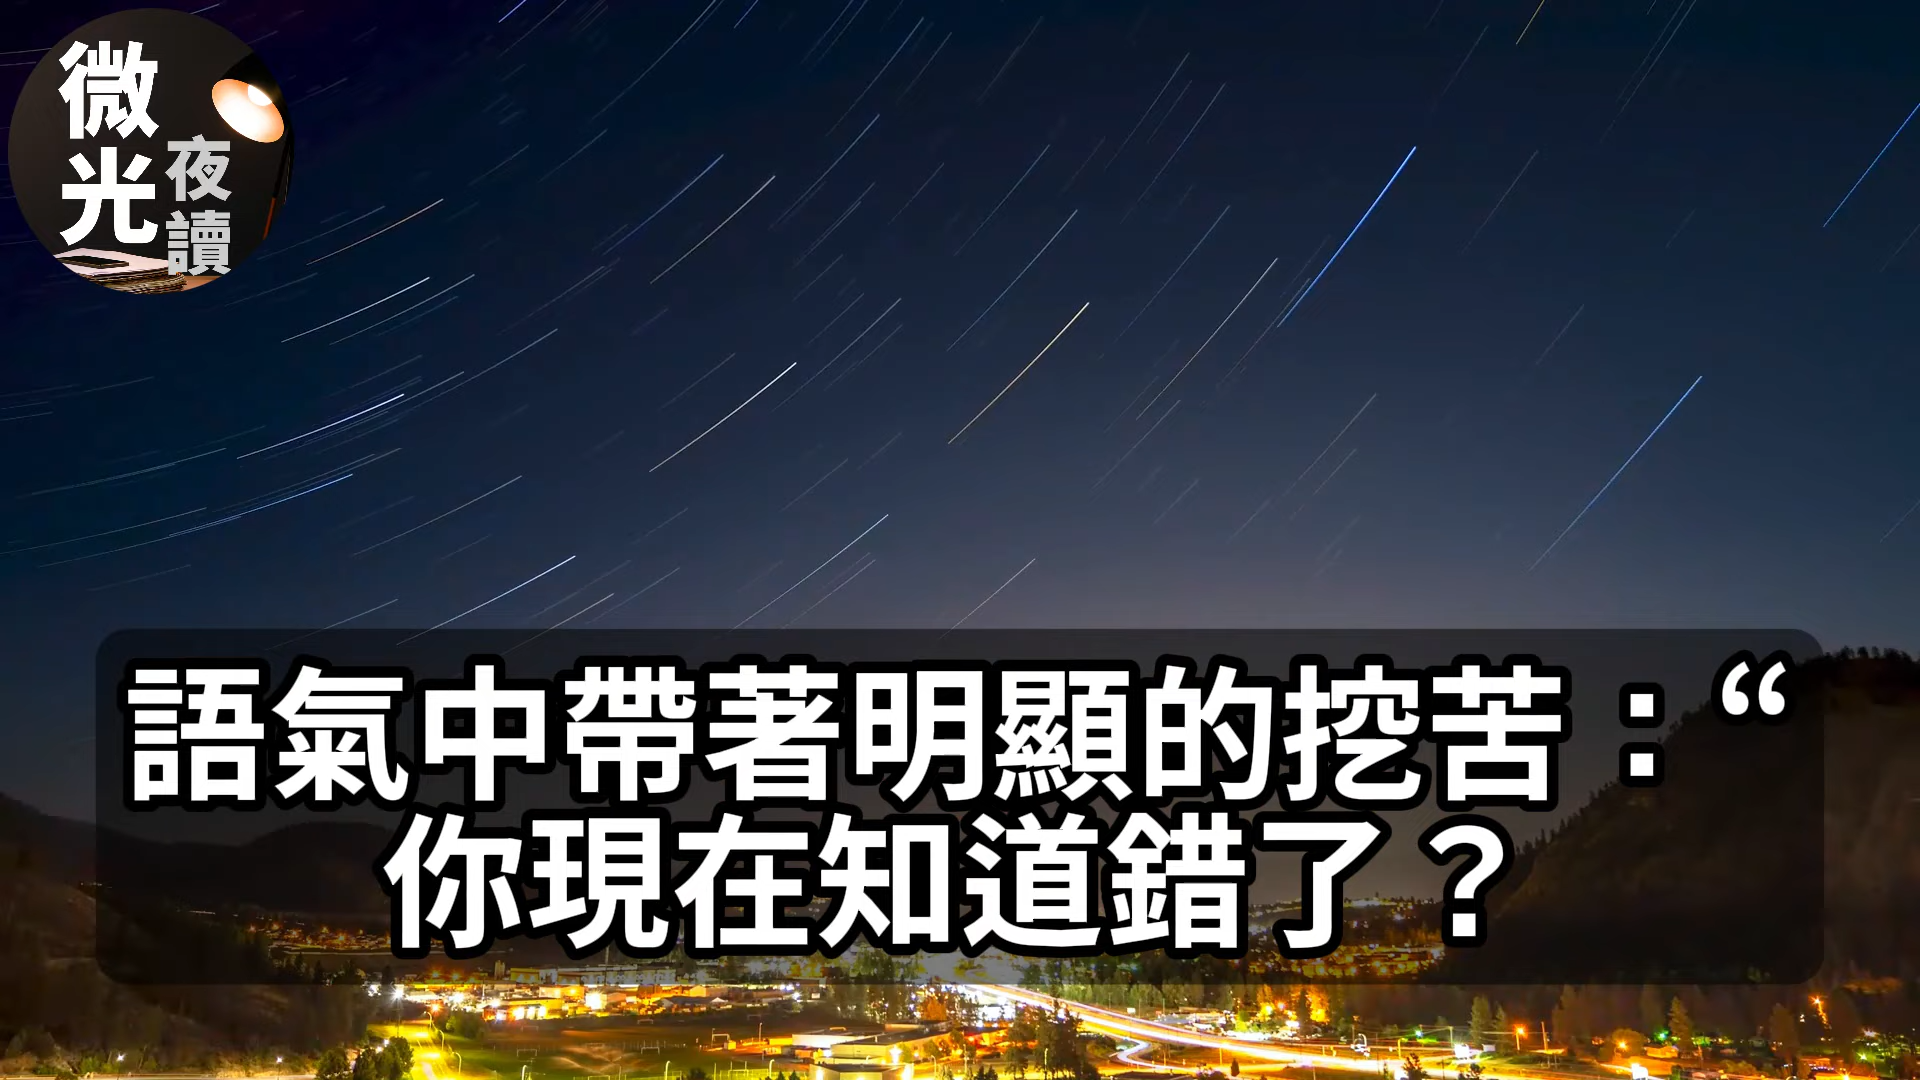 微光
夜讀
語氣中帶著明顯的挖苦：“
你現在知道錯了？